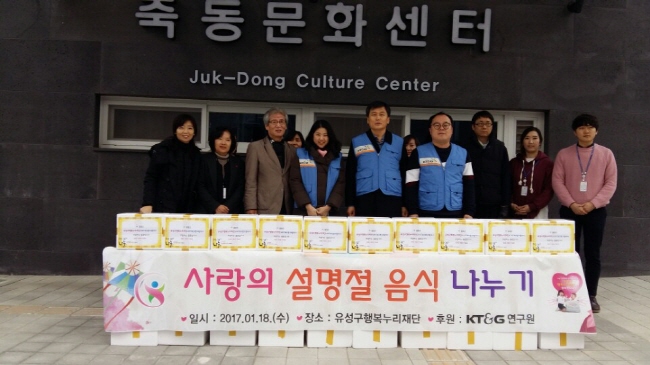 죽동문화센터
Juk-Dong Culture Center
사랑의 설명절 음식 나누기
♥일시 : 2017.01.18.(수) ♥장소 : 유성구행복누리재단 ♥후원 : KT&G 연구원